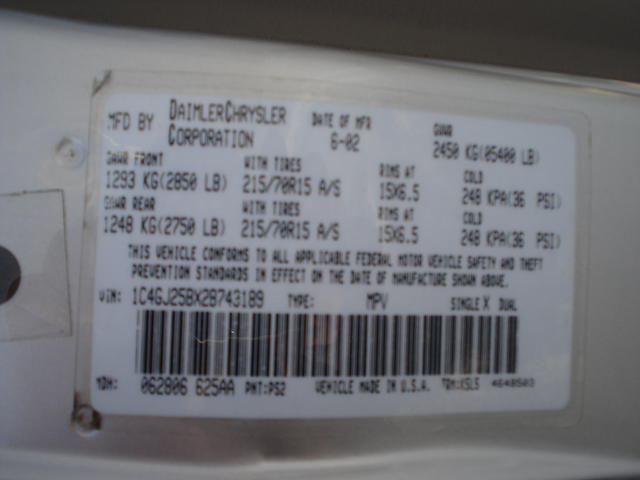 MFD BY DAIMLERCHRYSLER CORPORATION DATE OF MFR 6-02 GVWR 2450 KG(05400 LB)
GAWR FRONT WITH TIRES RIMS AT COLD
1293 KG(2850 LB) 215/70R15 A/S 15X6.5 248 KPA(36 PSI)
GAWR REAR WITH TIRES RIMS AT COLD
1248 KG(2750 LB) 215/70R15 A/S 15X6.5 248 KPA(36 PSI)
THIS VEHICLE CONFORMS TO ALL APPLICABLE FEDERAL MOTOR VEHICLE SAFETY AND THEFT
PREVENTION STANDARDS IN EFFECT ON THE DATE OF MANUFACTURE SHOWN ABOVE.
VIN: 1C4GJ25BX2B743189 TYPE: MPV SINGLE X DUAL
MDH: 062806 625AA PNT:PS2 VEHICLE MADE IN U.S.A. TRM:XSL5 4648503